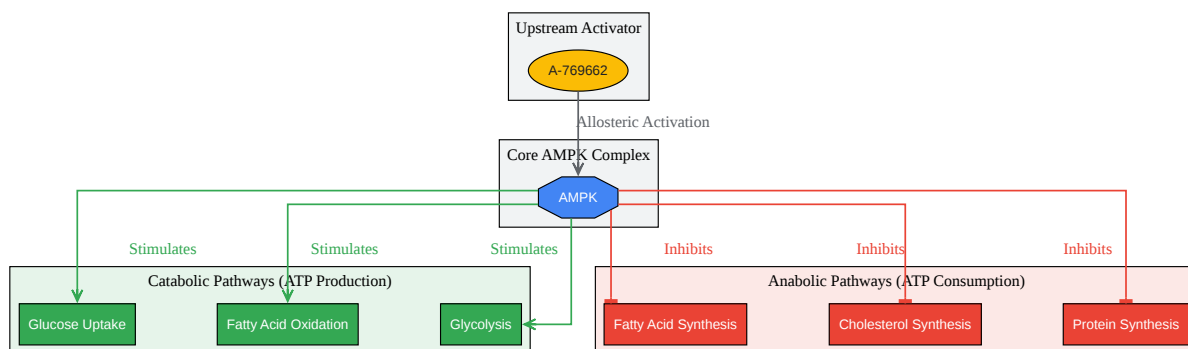 Upstream Activator
A-769662
Allosteric Activation
Core AMPK Complex
AMPK
Stimulates
Stimulates
Stimulates
Inhibits
Inhibits
Inhibits
Catabolic Pathways (ATP Production)
Anabolic Pathways (ATP Consumption)
Glucose Uptake
Fatty Acid Oxidation
Glycolysis
Fatty Acid Synthesis
Cholesterol Synthesis
Protein Synthesis